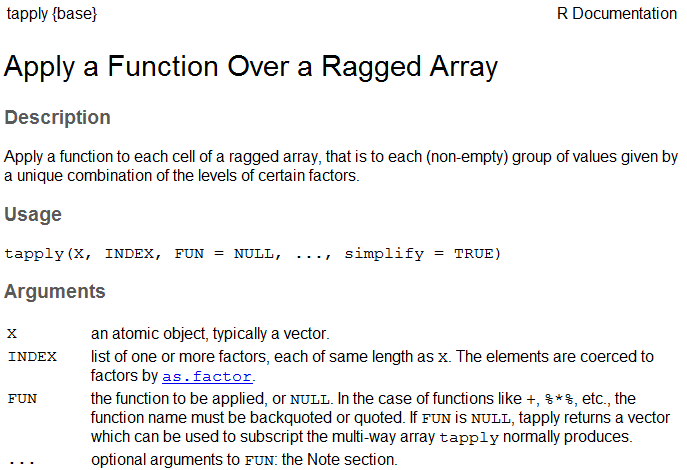 tapply {base} R Documentation
Apply a Function Over a Ragged Array
Description
Apply a function to each cell of a ragged array, that is to each (non-empty) group of values given by
a unique combination of the levels of certain factors.
Usage
tapply(X, INDEX, FUN = NULL, ..., simplify = TRUE)
Arguments
X an atomic object, typically a vector.
INDEX list of one or more factors, each of same length as X. The elements are coerced to
factors by as.factor.
FUN the function to be applied, or NULL. In the case of functions like +, %*%, etc., the
function name must be backquoted or quoted. If FUN is NULL, tapply returns a vector
which can be used to subscript the multi-way array tapply normally produces.
... optional arguments to FUN: the Note section.